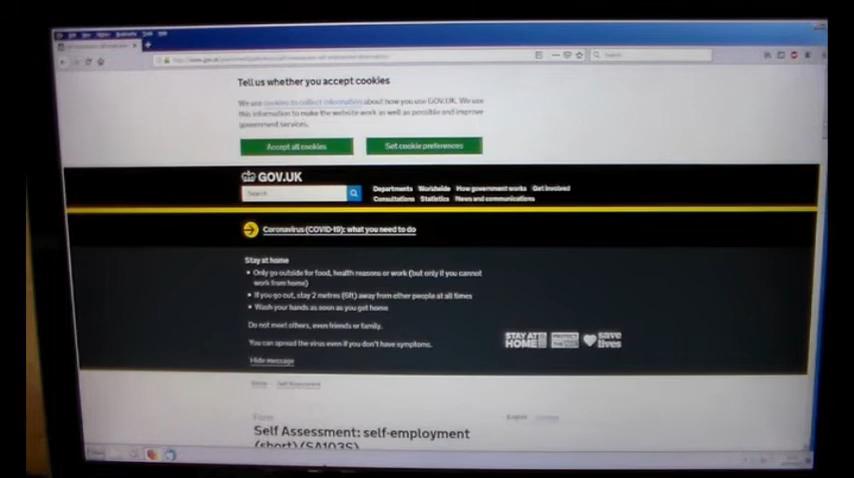 Tell us whether you accept cookies
We use cookies to collect information about how you use GOV.UK. We use
this information to make the website work as well as possible and improve
government services.
Accept all cookies
Set cookie preferences
GOV.UK
Search
Departments Worldwide How government works Get involved
Consultations Statistics News and communications
Coronavirus (COVID-19): what you need to do
Stay at home
Only go outside for food, health reasons or work (but only if you cannot
work from home)
If you go out, stay 2 metres (6ft) away from other people at all times
Wash your hands as soon as you get home
Do not meet others, even friends or family.
You can spread the virus even if you don't have symptoms.
STAY AT
HOME
PROTECT
save
lives
Hide message
Home Self Assessment
Form
English
Self Assessment: self-employment
(short) (SA103S)